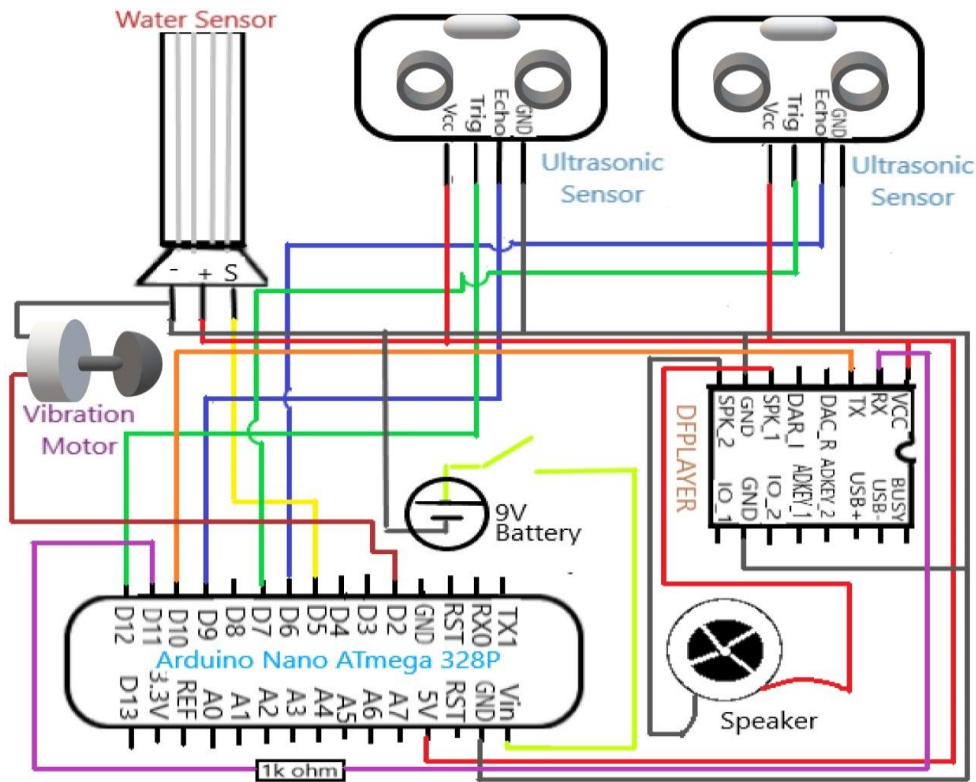 Water Sensor
- + S
Vcc
Trig
Echo
GND
Ultrasonic
Sensor
Vcc
Trig
Echo
GND
Ultrasonic
Sensor
Vibration
Motor
9V
Battery
DFPLAYER
SPK_2
GND
SPK_1
DAR_I
DAC_R
TX
RX
VCC
IO_1
GND
IO_2
ADKEY_1
ADKEY 2
USB+
USB-
BUSY
D12
D11
D10
D9
D8
D7
D6
D5
D4
D3
D2
GND
RST
RX0
TX1
Arduino Nano ATmega 328P
D13
3.3V
REF
A0
A1
A2
A3
A4
A5
A6
A7
5V
RST
GND
Vin
Speaker
1k ohm